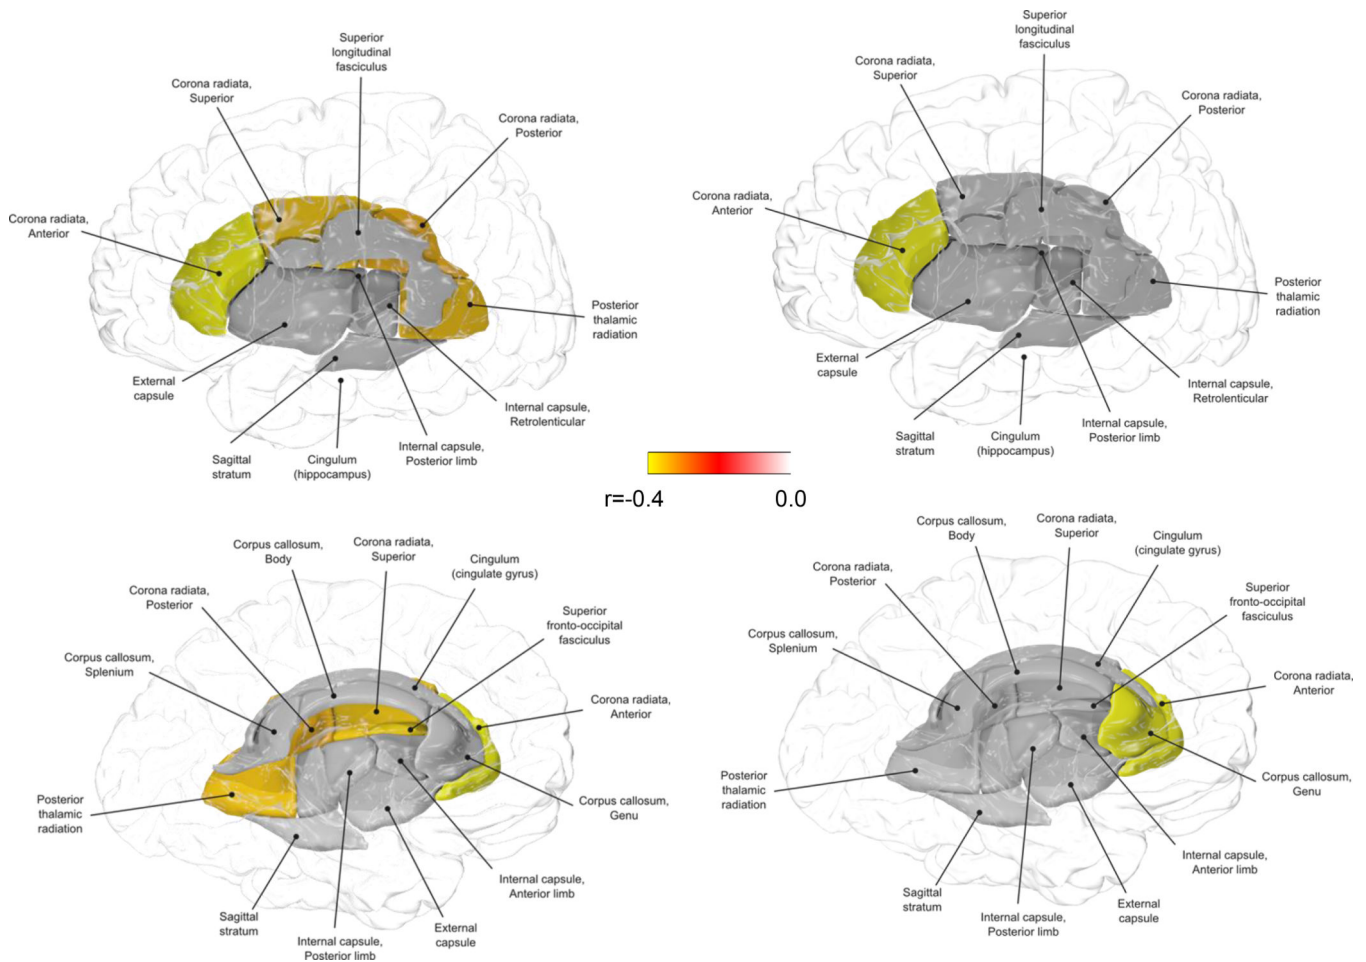 Superior
longitudinal
fasciculus
Corona radiata,
Superior
Corona radiata,
Posterior
Corona radiata,
Anterior
Posterior
thalamic
radiation
External
capsule
Internal capsule,
Retrolenticular
Internal capsule,
Posterior limb
Sagittal
stratum
Cingulum
(hippocampus)
Superior
longitudinal
fasciculus
Corona radiata,
Superior
Corona radiata,
Posterior
Corona radiata,
Anterior
Posterior
thalamic
radiation
External
capsule
Internal capsule,
Retrolenticular
Internal capsule,
Posterior limb
Sagittal
stratum
Cingulum
(hippocampus)
r=-0.4
0.0
Corpus callosum,
Body
Corona radiata,
Superior
Cingulum
(cingulate gyrus)
Corona radiata,
Posterior
Superior
fronto-occipital
fasciculus
Corpus callosum,
Splenium
Corona radiata,
Anterior
Posterior
thalamic
radiation
Corpus callosum,
Genu
Internal capsule,
Anterior limb
Sagittal
stratum
External
capsule
Internal capsule,
Posterior limb
Corpus callosum,
Body
Corona radiata,
Superior
Cingulum
(cingulate gyrus)
Corona radiata,
Posterior
Superior
fronto-occipital
fasciculus
Corpus callosum,
Splenium
Corona radiata,
Anterior
Posterior
thalamic
radiation
Corpus callosum,
Genu
Internal capsule,
Anterior limb
Sagittal
stratum
External
capsule
Internal capsule,
Posterior limb